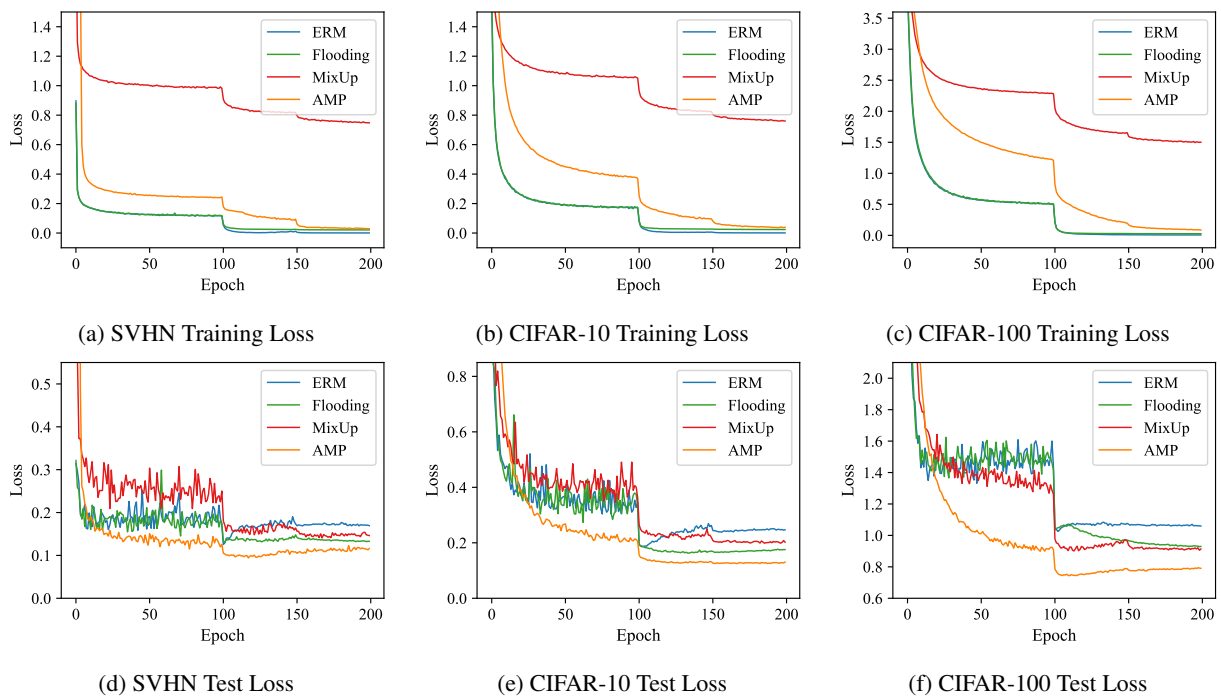 1.4
1.2
1.0
0.8
0.6
0.4
0.2
0.0
Loss
0
50
100
150
200
Epoch
ERM
Flooding
MixUp
AMP
(a) SVHN Training Loss
1.4
1.2
1.0
0.8
0.6
0.4
0.2
0.0
Loss
0
50
100
150
200
Epoch
ERM
Flooding
MixUp
AMP
(b) CIFAR-10 Training Loss
3.5
3.0
2.5
2.0
1.5
1.0
0.5
0.0
Loss
0
50
100
150
200
Epoch
ERM
Flooding
MixUp
AMP
(c) CIFAR-100 Training Loss
0.5
0.4
0.3
0.2
0.1
0.0
Loss
0
50
100
150
200
Epoch
ERM
Flooding
MixUp
AMP
(d) SVHN Test Loss
0.8
0.6
0.4
0.2
0.0
Loss
0
50
100
150
200
Epoch
ERM
Flooding
MixUp
AMP
(e) CIFAR-10 Test Loss
2.0
1.8
1.6
1.4
1.2
1.0
0.8
0.6
Loss
0
50
100
150
200
Epoch
ERM
Flooding
MixUp
AMP
(f) CIFAR-100 Test Loss